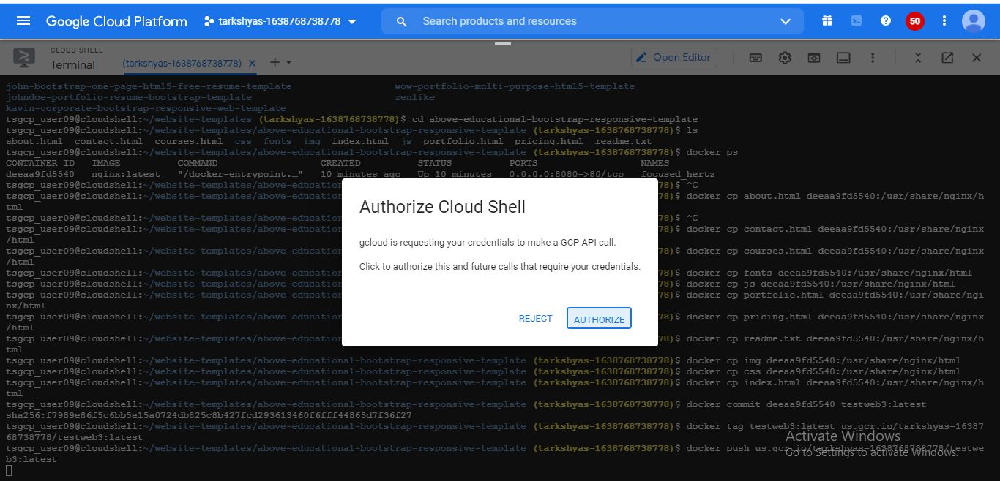 Google Cloud Platform tarkshyas-1638768738778 Search products and resources 50
CLOUD SHELL
Terminal (tarkshyas-1638768738778) Open Editor
john-bootstrap-one-page-html5-free-resume-template wow-portfolio-multi-purpose-html5-template
johndoe-portfolio-resume-bootstrap-template zenlike
kavin-corporate-bootstrap-responsive-web-template
tsgcp_user09@cloudshell:~/website-templates (tarkshyas-1638768738778)$ cd above-educational-bootstrap-responsive-template
tsgcp_user09@cloudshell:~/website-templates/above-educational-bootstrap-responsive-template (tarkshyas-1638768738778)$ ls
about.html contact.html courses.html css fonts img index.html js portfolio.html pricing.html readme.txt
tsgcp_user09@cloudshell:~/website-templates/above-educational-bootstrap-responsive-template (tarkshyas-1638768738778)$ docker ps
CONTAINER ID IMAGE COMMAND CREATED STATUS PORTS NAMES
deeaa9fd5540 nginx:latest "/docker-entrypoint.…" 10 minutes ago Up 10 minutes 0.0.0.0:8080->80/tcp focused_hertz
tsgcp_user09@cloudshell:~/website-templates/above-education 78)$ ^C
tsgcp_user09@cloudshell:~/website-templates/above-education 78)$ docker cp about.html deeaa9fd5540:/usr/share/nginx/h
tml
tsgcp_user09@cloudshell:~/website-templates/above-education 78)$ ^C
tsgcp_user09@cloudshell:~/website-templates/above-education 78)$ docker cp contact.html deeaa9fd5540:/usr/share/nginx
/html
tsgcp_user09@cloudshell:~/website-templates/above-education 78)$ docker cp courses.html deeaa9fd5540:/usr/share/nginx
/html
tsgcp_user09@cloudshell:~/website-templates/above-education 78)$ docker cp fonts deeaa9fd5540:/usr/share/nginx/html
tsgcp_user09@cloudshell:~/website-templates/above-education 78)$ docker cp js deeaa9fd5540:/usr/share/nginx/html
tsgcp_user09@cloudshell:~/website-templates/above-education 78)$ docker cp portfolio.html deeaa9fd5540:/usr/share/ngi
nx/html
tsgcp_user09@cloudshell:~/website-templates/above-education 78)$ docker cp pricing.html deeaa9fd5540:/usr/share/nginx
/html
tsgcp_user09@cloudshell:~/website-templates/above-education 78)$ docker cp readme.txt deeaa9fd5540:/usr/share/nginx/h
tml
tsgcp_user09@cloudshell:~/website-templates/above-educational-bootstrap-responsive-template (tarkshyas-1638768738778)$ docker cp img deeaa9fd5540:/usr/share/nginx/html
tsgcp_user09@cloudshell:~/website-templates/above-educational-bootstrap-responsive-template (tarkshyas-1638768738778)$ docker cp css deeaa9fd5540:/usr/share/nginx/html
tsgcp_user09@cloudshell:~/website-templates/above-educational-bootstrap-responsive-template (tarkshyas-1638768738778)$ docker cp index.html deeaa9fd5540:/usr/share/nginx/h
tml
tsgcp_user09@cloudshell:~/website-templates/above-educational-bootstrap-responsive-template (tarkshyas-1638768738778)$ docker commit deeaa9fd5540 testweb3:latest
sha256:f7989e86f5c6bb5e15a0724db825c8b427fcd293613460f6fff44865d7f36f27
tsgcp_user09@cloudshell:~/website-templates/above-educational-bootstrap-responsive-template (tarkshyas-1638768738778)$ docker tag testweb3:latest us.gcr.io/tarkshyas-16387
68738778/testweb3:latest
tsgcp_user09@cloudshell:~/website-templates/above-educational-bootstrap-responsive-template (tarkshyas-1638768738778)$ docker push us.gcr.io/tarkshyas-1638768738778/testwe
b3:latest
Authorize Cloud Shell
gcloud is requesting your credentials to make a GCP API call.
Click to authorize this and future calls that require your credentials.
REJECT AUTHORIZE
Activate Windows
Go to Settings to activate Windows.